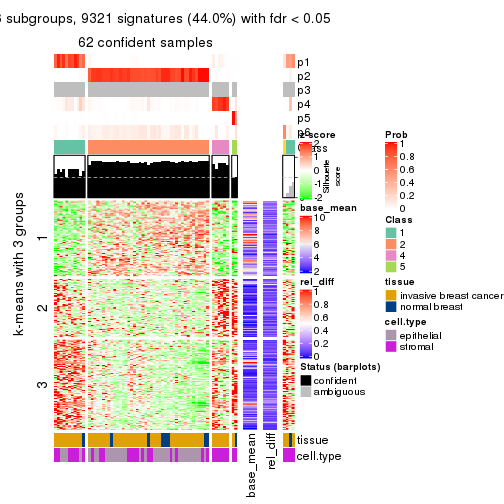 subgroups, 9321 signatures (44.0%) with fdr < 0.05
62 confident samples
p1
p2
p3
p4
p5
p6
Class
1
2
3
k-means with 3 groups
base_mean
rel_diff
tissue
cell.type
z-score
2
1
0
-1
-2
Silhouette
score
base_mean
10
8
6
4
2
rel_diff
1
0.8
0.6
0.4
0.2
0
Status (barplots)
confident
ambiguous
Prob
1
0.8
0.6
0.4
0.2
0
Class
1
2
4
5
tissue
invasive breast cancer
normal breast
cell.type
epithelial
stromal